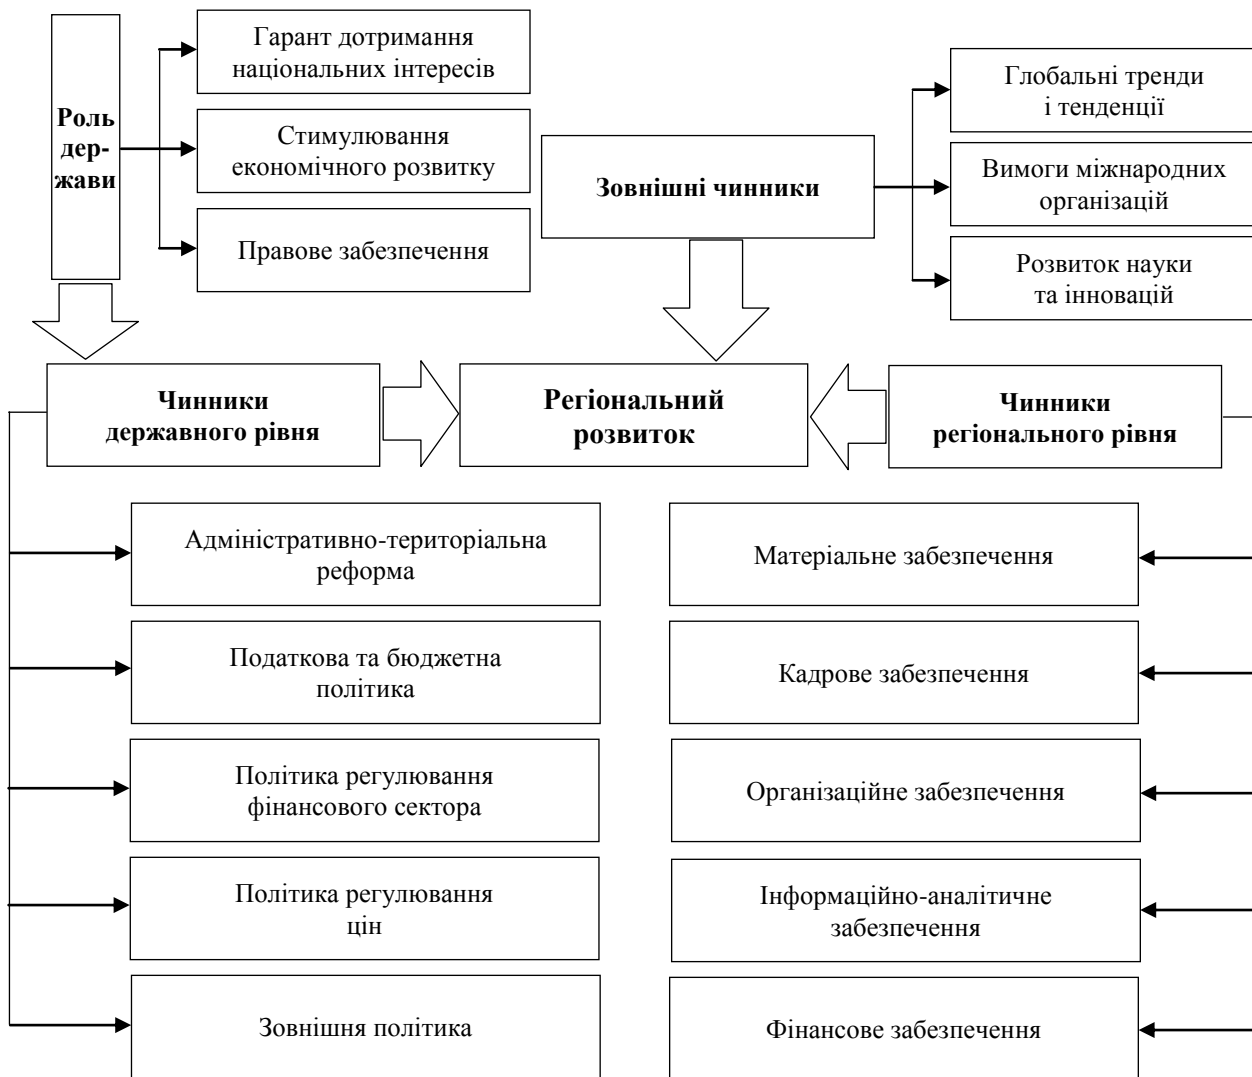 Роль
дер-
жави
Гарант дотримання
національних інтересів
Стимулювання
економічного розвитку
Правове забезпечення
Зовнішні чинники
Глобальні тренди
і тенденції
Вимоги міжнародних
організацій
Розвиток науки
та інновацій
Чинники
державного рівня
Регіональний
розвиток
Чинники
регіонального рівня
Адміністративно-територіальна
реформа
Податкова та бюджетна
політика
Політика регулювання
фінансового сектора
Політика регулювання
цін
Зовнішня політика
Матеріальне забезпечення
Кадрове забезпечення
Організаційне забезпечення
Інформаційно-аналітичне
забезпечення
Фінансове забезпечення